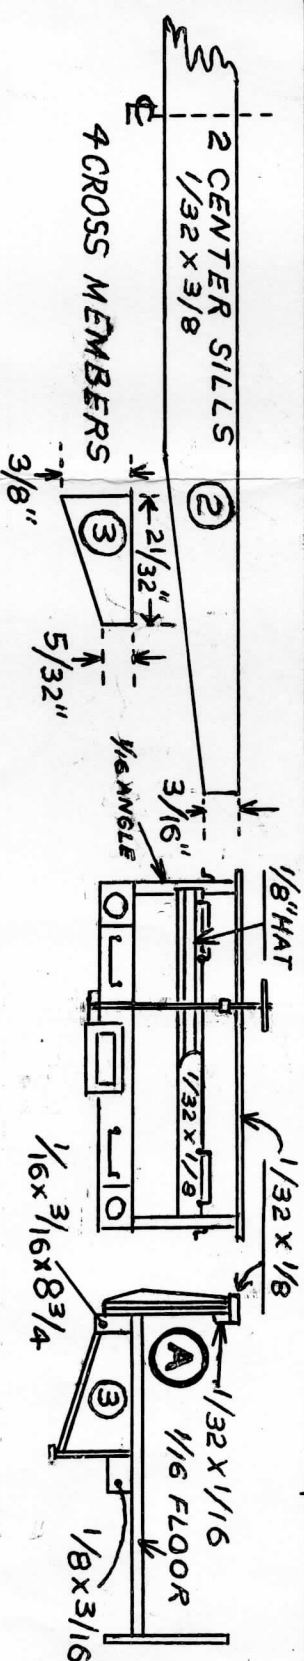 2 CENTER SILLS
1/32 X 3/8
2
CL
4 CROSS MEMBERS
3/8"
3
21/32"
5/32"
3/16"
1/16 ANGLE
1/8" HAT
1/32 X 1/8
1/32 X 1/8
1/32 X 1/16
A
1/16 FLOOR
3
1/16 X 3/16 X 8 3/4
1/8 X 3/16